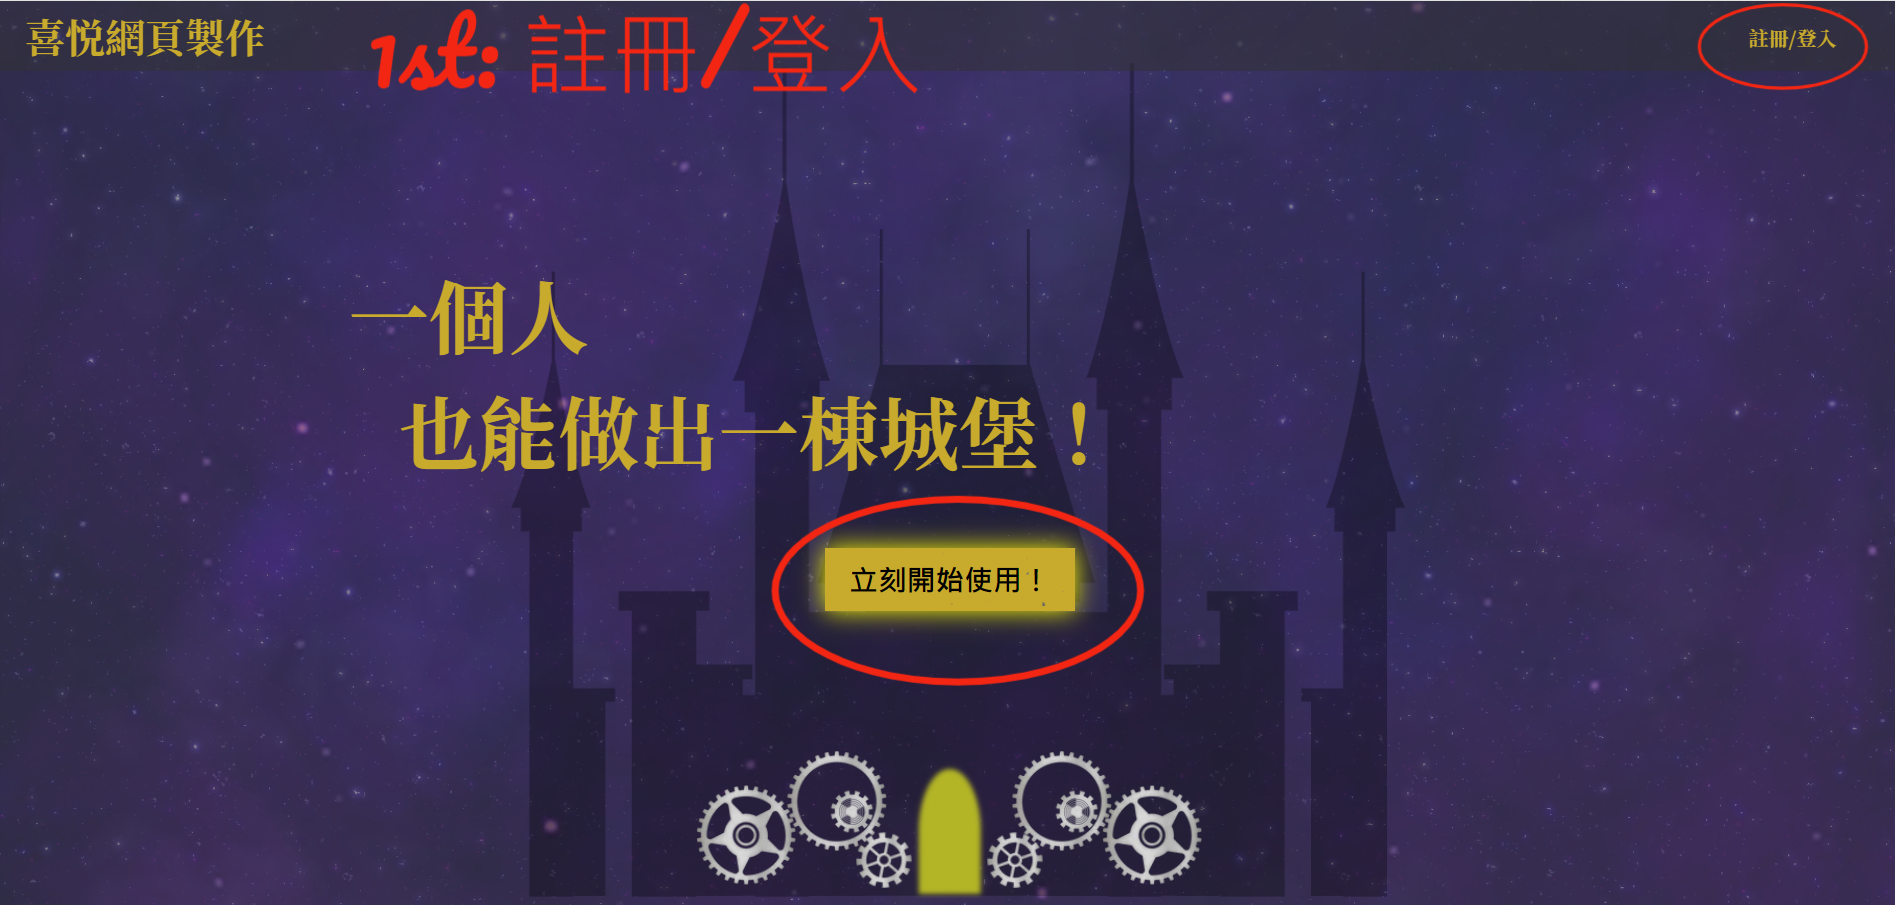 喜悅網頁製作
1st: 註冊/登入
註冊/登入
一個人
也能做出一棟城堡！
立刻開始使用！